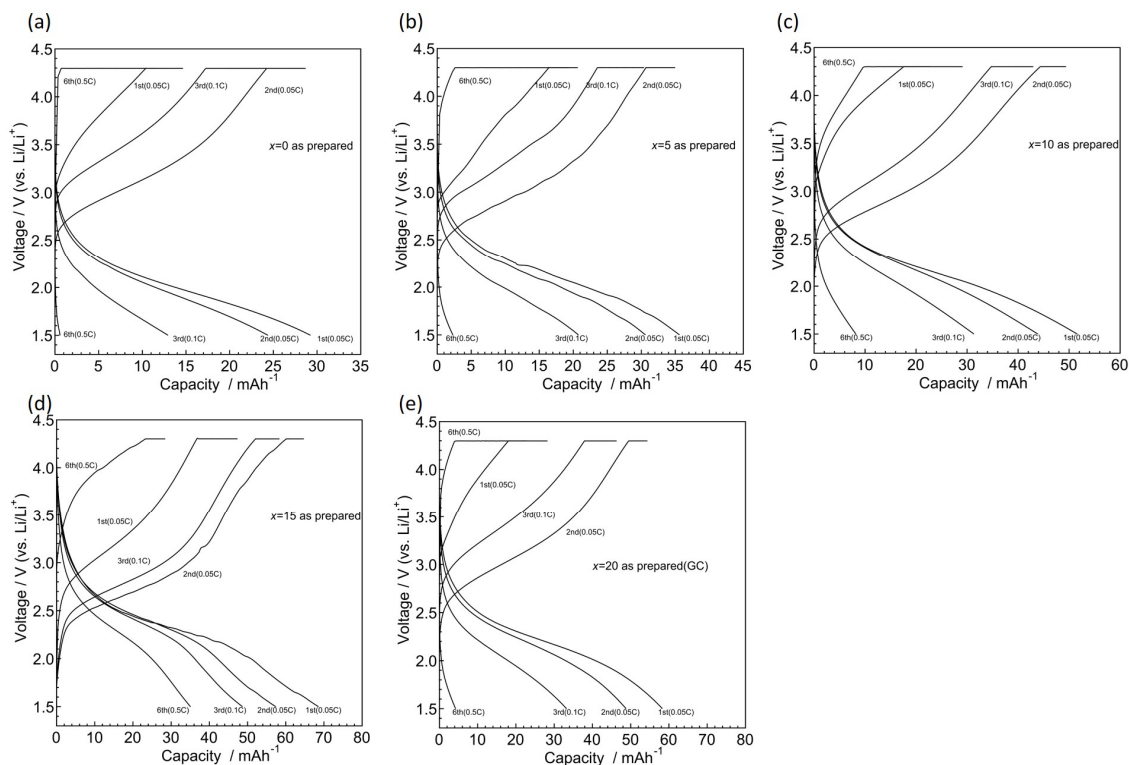 (a)
4.5
4.0
3.5
3.0
2.5
2.0
1.5
Voltage / V (vs. Li/Li⁺)
6th(0.5C)
1st(0.05C)
3rd(0.1C)
2nd(0.05C)
x=0 as prepared
6th(0.5C)
3rd(0.1C)
2nd(0.05C)
1st(0.05C)
0 5 10 15 20 25 30 35
Capacity / mAh⁻¹
(b)
4.5
4.0
3.5
3.0
2.5
2.0
1.5
Voltage / V (vs. Li/Li⁺)
6th(0.5C)
1st(0.05C)
3rd(0.1C)
2nd(0.05C)
x=5 as prepared
6th(0.5C)
3rd(0.1C)
2nd(0.05C)
1st(0.05C)
0 5 10 15 20 25 30 35 40 45
Capacity / mAh⁻¹
(c)
4.5
4.0
3.5
3.0
2.5
2.0
1.5
Voltage / V (vs. Li/Li⁺)
6th(0.5C)
1st(0.05C)
3rd(0.1C)
2nd(0.05C)
x=10 as prepared
6th(0.5C)
3rd(0.1C)
2nd(0.05C)
1st(0.05C)
0 10 20 30 40 50 60
Capacity / mAh⁻¹
(d)
4.5
4.0
3.5
3.0
2.5
2.0
1.5
Voltage / V (vs. Li/Li⁺)
6th(0.5C)
1st(0.05C)
x=15 as prepared
3rd(0.1C)
2nd(0.05C)
6th(0.5C)
3rd(0.1C)
2nd(0.05C)
1st(0.05C)
0 10 20 30 40 50 60 70 80
Capacity / mAh⁻¹
(e)
4.5
4.0
3.5
3.0
2.5
2.0
1.5
Voltage / V (vs. Li/Li⁺)
6th(0.5C)
1st(0.05C)
3rd(0.1C)
2nd(0.05C)
x=20 as prepared(GC)
6th(0.5C)
3rd(0.1C)
2nd(0.05C)
1st(0.05C)
0 10 20 30 40 50 60 70 80
Capacity / mAh⁻¹